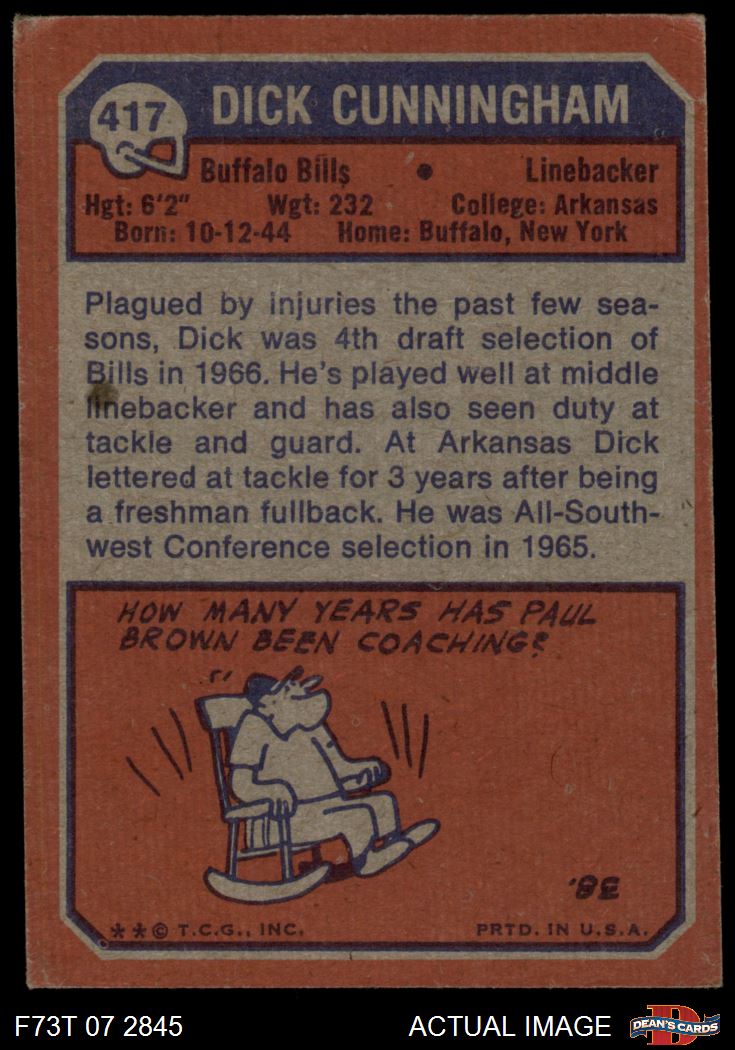 417
DICK CUNNINGHAM
Buffalo Bills • Linebacker
Hgt: 6'2" Wgt: 232 College: Arkansas
Born: 10-12-44 Home: Buffalo, New York
Plagued by injuries the past few sea-
sons, Dick was 4th draft selection of
Bills in 1966. He's played well at middle
linebacker and has also seen duty at
tackle and guard. At Arkansas Dick
lettered at tackle for 3 years after being
a freshman fullback. He was All-South-
west Conference selection in 1965.
HOW MANY YEARS HAS PAUL
BROWN BEEN COACHING?
'8E
**© T.C.G., INC. PRTD. IN U.S.A.
F73T 07 2845 ACTUAL IMAGE
D
DEAN'S CARDS